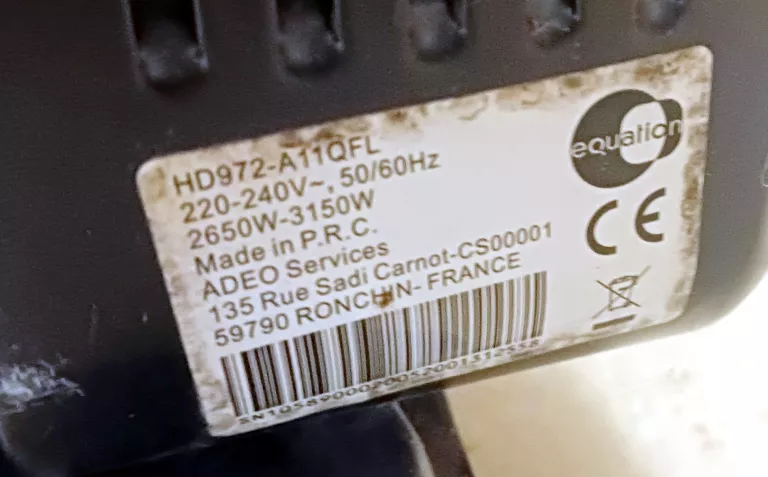 HD972-A11QFL
220-240V~, 50/60Hz
2650W-3150W
Made in P.R.C.
ADEO Services
135 Rue Sadi Carnot-CS00001
59790 RONCHIN- FRANCE
equation
CE